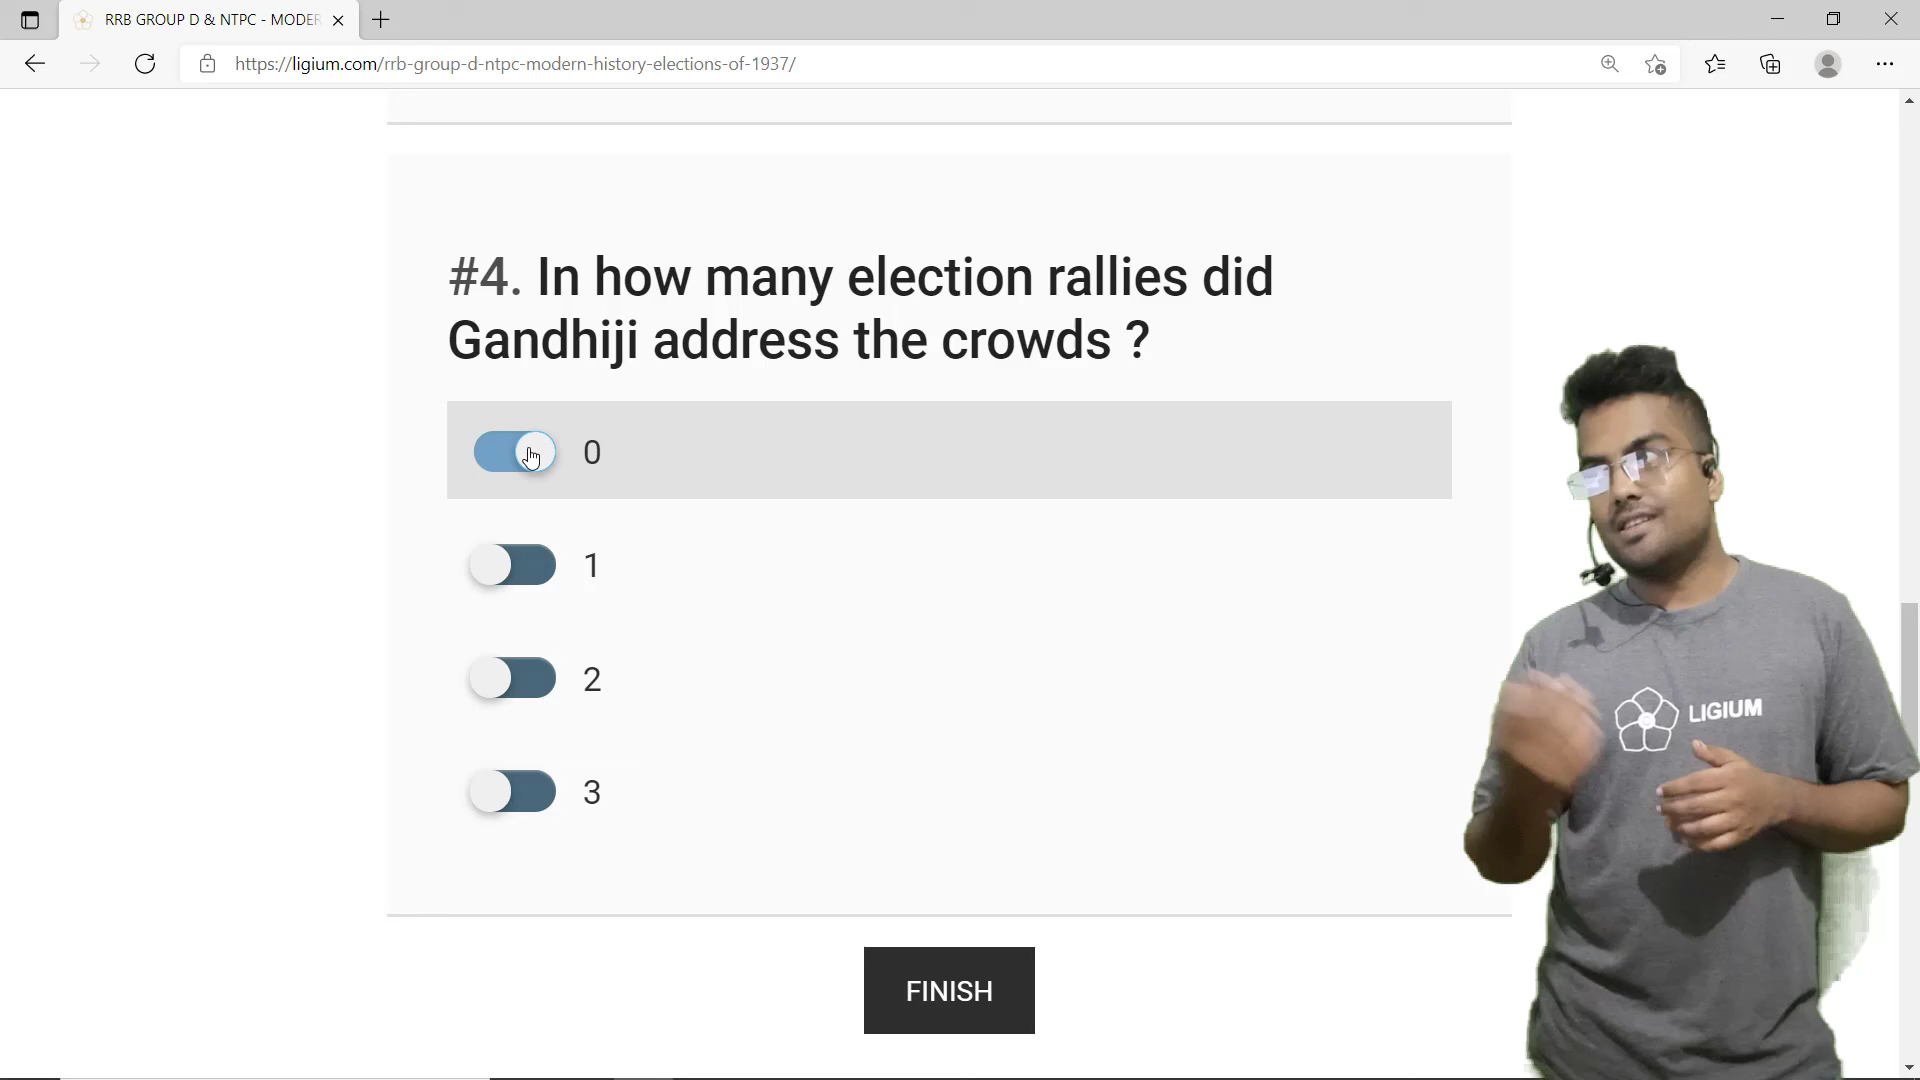 RRB GROUP D & NTPC - MODER
https://ligium.com/rrb-group-d-ntpc-modern-history-elections-of-1937/
#4. In how many election rallies did
Gandhiji address the crowds ?
0
1
2
3
LIGIUM
FINISH